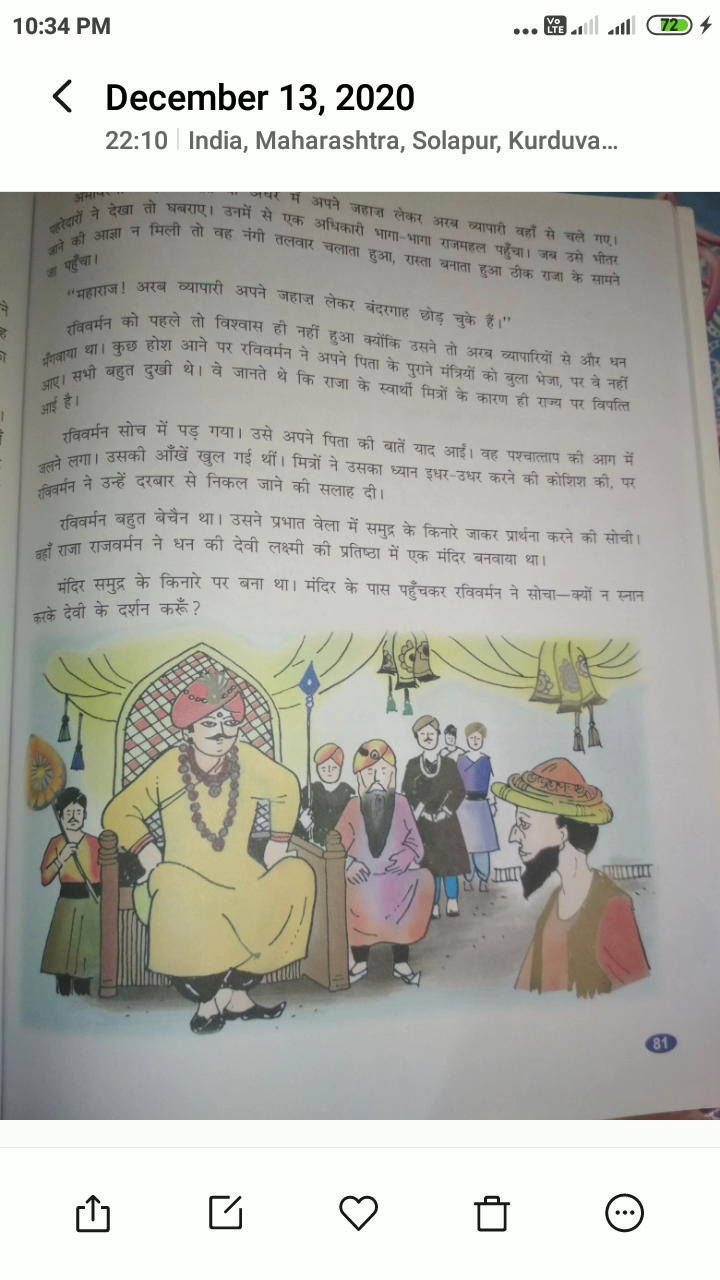 10:34 PM
VoLTE
72
December 13, 2020
22:10 | India, Maharashtra, Solapur, Kurduva...
में अपने जहाज़ लेकर अरब व्यापारी वहाँ से चले गए।
पहरेदारों ने देखा तो घबराए। उनमें से एक अधिकारी भागा-भागा राजमहल पहुँचा। जब उसे भीतर
जाने की आज्ञा न मिली तो वह नंगी तलवार चलाता हुआ, रास्ता बनाता हुआ ठीक राजा के सामने
जा पहुँचा।
“महाराज! अरब व्यापारी अपने जहाज़ लेकर बंदरगाह छोड़ चुके हैं।”
रविवर्मन को पहले तो विश्वास ही नहीं हुआ क्योंकि उसने तो अरब व्यापारियों से और धन
मँगवाया था। कुछ होश आने पर रविवर्मन ने अपने पिता के पुराने मंत्रियों को बुला भेजा, पर वे नहीं
आए। सभी बहुत दुखी थे। वे जानते थे कि राजा के स्वार्थी मित्रों के कारण ही राज्य पर विपत्ति
आई है।
रविवर्मन सोच में पड़ गया। उसे अपने पिता की बातें याद आईं। वह पश्चात्ताप की आग में
जलने लगा। उसकी आँखें खुल गई थीं। मित्रों ने उसका ध्यान इधर-उधर करने की कोशिश की, पर
रविवर्मन ने उन्हें दरबार से निकल जाने की सलाह दी।
रविवर्मन बहुत बेचैन था। उसने प्रभात वेला में समुद्र के किनारे जाकर प्रार्थना करने की सोची।
वहाँ राजा राजवर्मन ने धन की देवी लक्ष्मी की प्रतिष्ठा में एक मंदिर बनवाया था।
मंदिर समुद्र के किनारे पर बना था। मंदिर के पास पहुँचकर रविवर्मन ने सोचा—क्यों न स्नान
करके देवी के दर्शन करूँ?
81